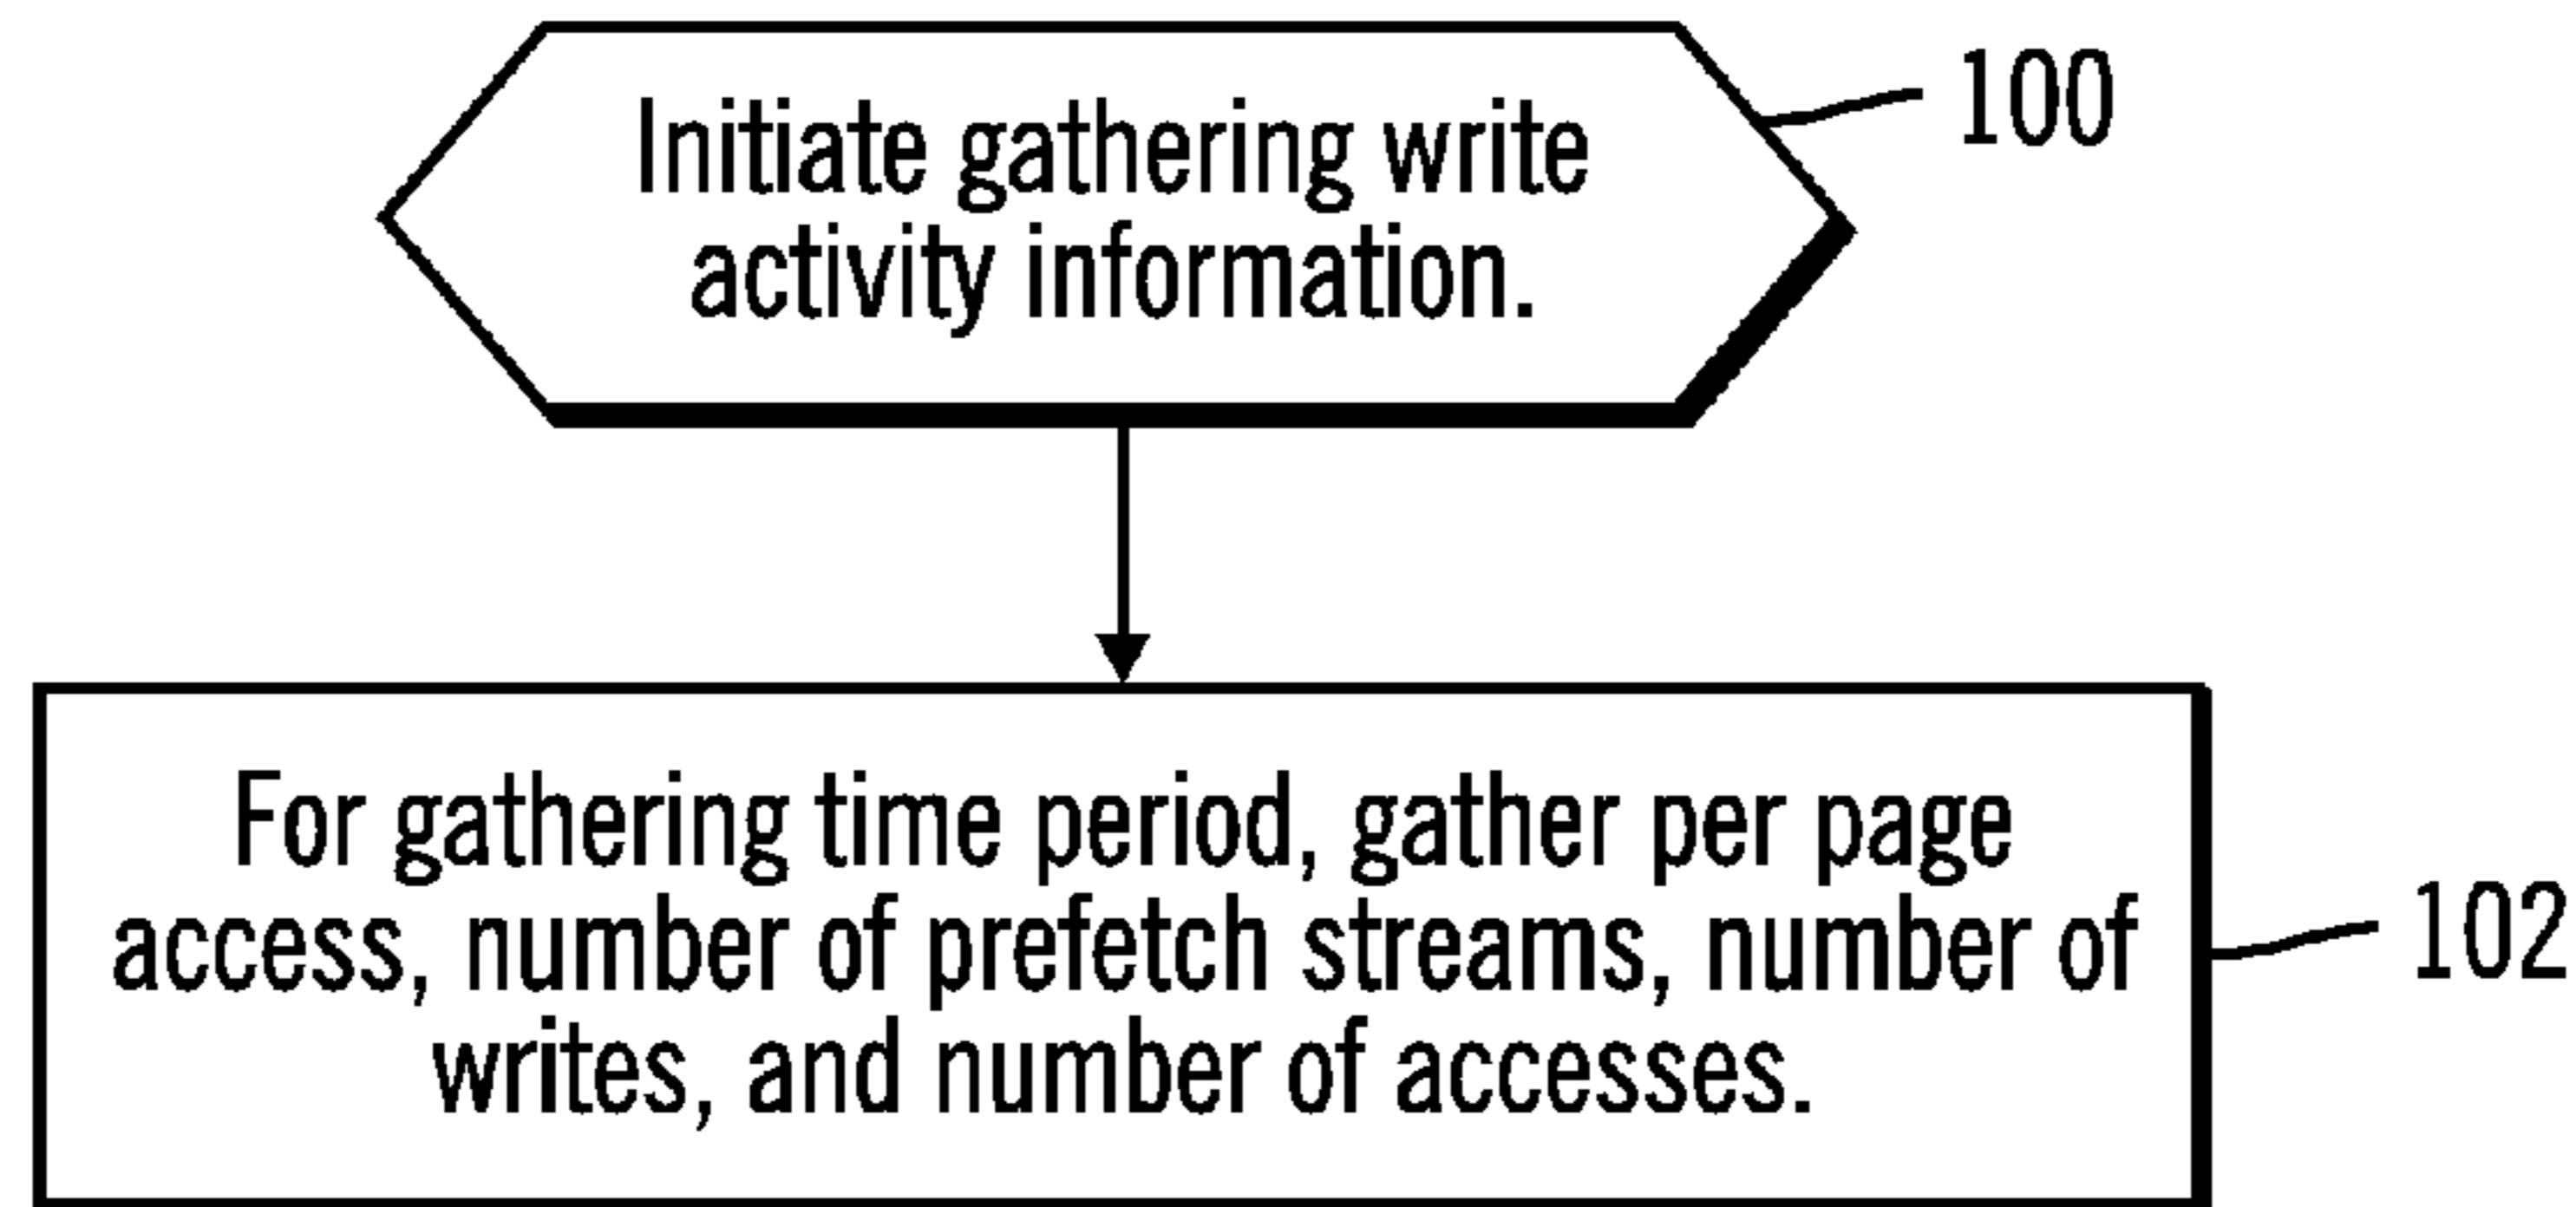 Initiate gathering write
activity information.
100
For gathering time period, gather per page
access, number of prefetch streams, number of
writes, and number of accesses.
102